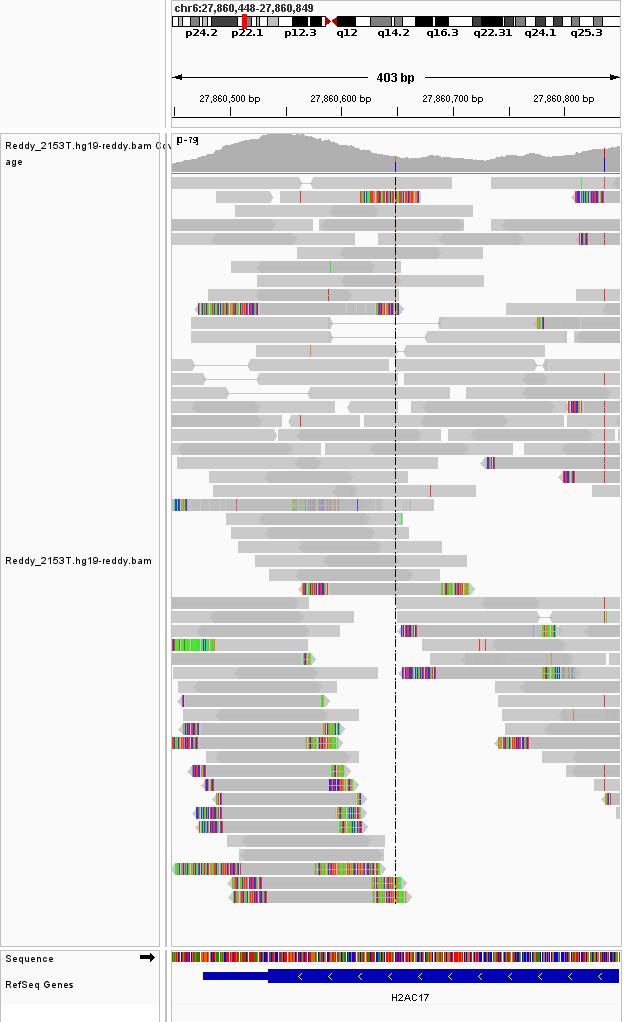 chr6:27,860,448-27,860,849
p24.2 p22.1 p12.3 q12 q14.2 q16.3 q22.31 q24.1 q25.3
403 bp
27,860,500 bp 27,860,600 bp 27,860,700 bp 27,860,800 bp
Reddy_2153T.hg19-reddy.bam Cov
age
[0-79]
Reddy_2153T.hg19-reddy.bam
Sequence
RefSeq Genes
H2AC17